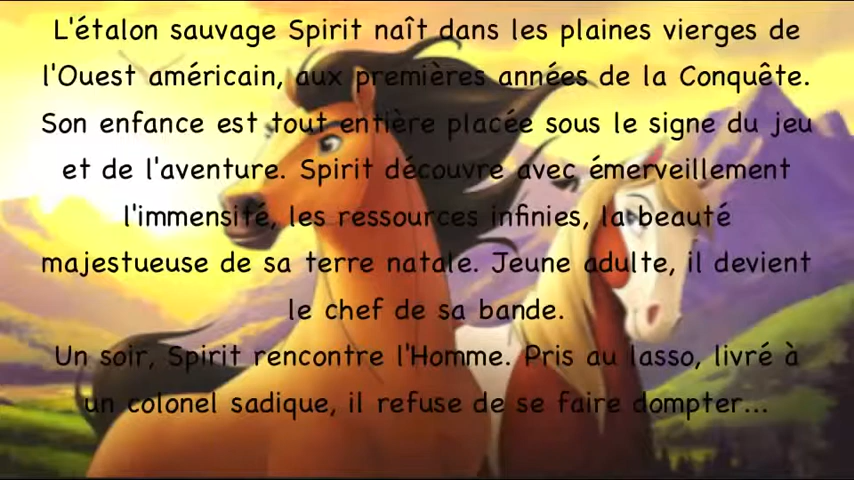 L'étalon sauvage Spirit naît dans les plaines vierges de
l'Ouest américain, aux premières années de la Conquête.
Son enfance est tout entière placée sous le signe du jeu
et de l'aventure. Spirit découvre avec émerveillement
l'immensité, les ressources infinies, la beauté
majestueuse de sa terre natale. Jeune adulte, il devient
le chef de sa bande.
Un soir, Spirit rencontre l'Homme. Pris au lasso, livré à
un colonel sadique, il refuse de se faire dompter...